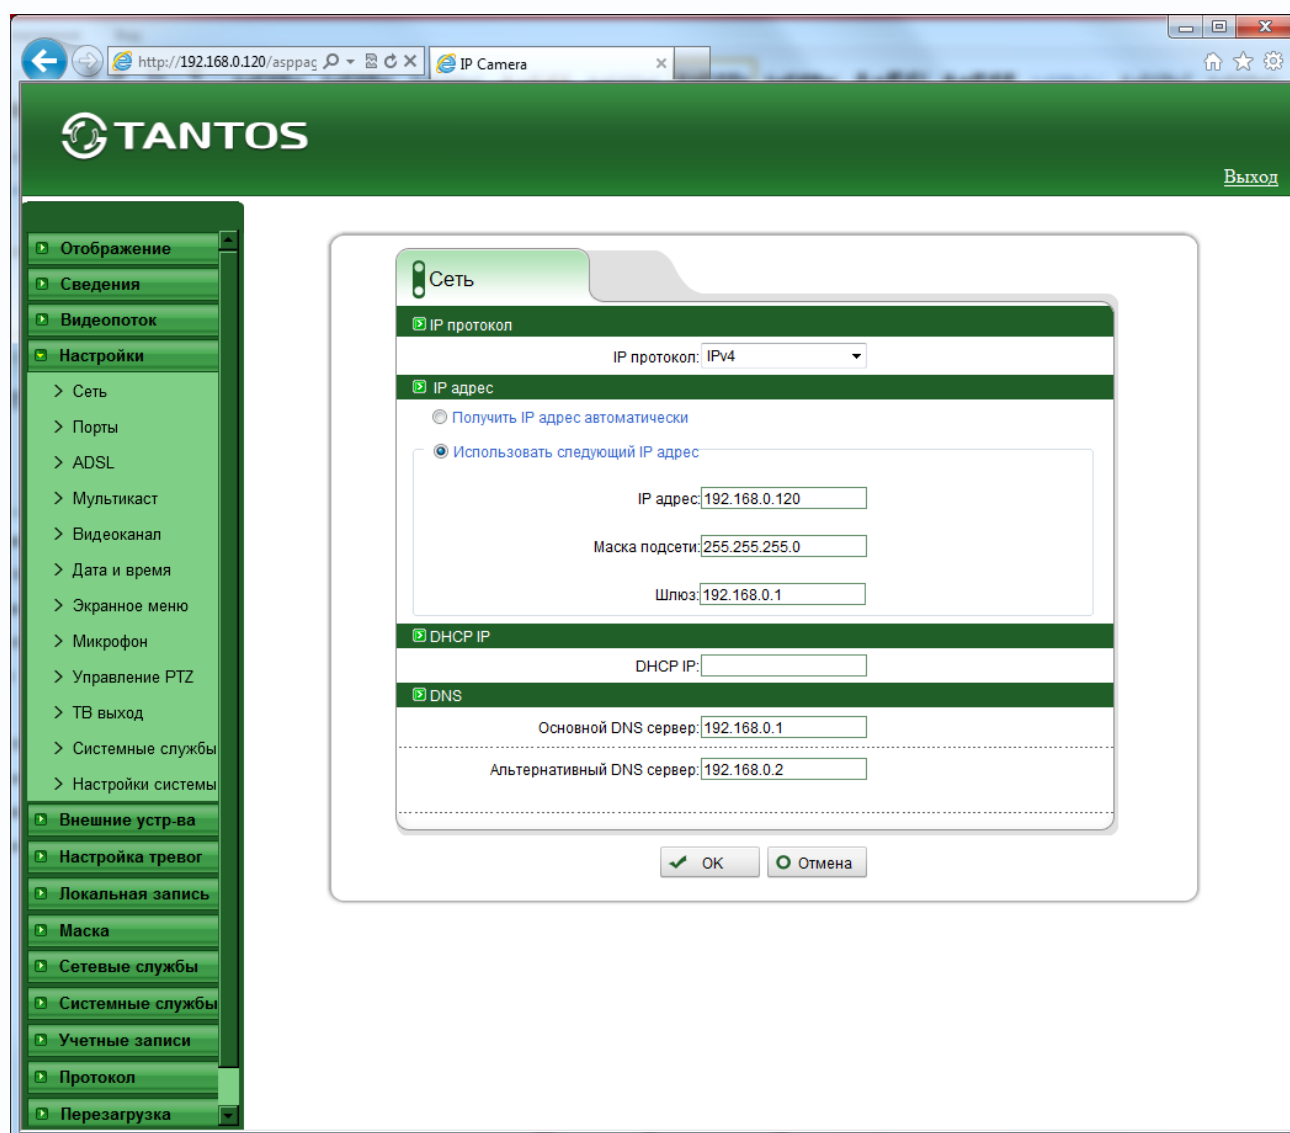 http://192.168.0.120/asppag
IP Camera
TANTOS
Выход
Отображение
Сведения
Видеопоток
Настройки
Сеть
Порты
ADSL
Мультикаст
Видеоканал
Дата и время
Экранное меню
Микрофон
Управление PTZ
ТВ выход
Системные службы
Настройки системы
Внешние устр-ва
Настройка тревог
Локальная запись
Маска
Сетевые службы
Системные службы
Учетные записи
Протокол
Перезагрузка
Сеть
IP протокол
IP протокол: IPv4
IP адрес
Получить IP адрес автоматически
Использовать следующий IP адрес
IP адрес: 192.168.0.120
Маска подсети: 255.255.255.0
Шлюз: 192.168.0.1
DHCP IP
DHCP IP:
DNS
Основной DNS сервер: 192.168.0.1
Альтернативный DNS сервер: 192.168.0.2
OK
Отмена